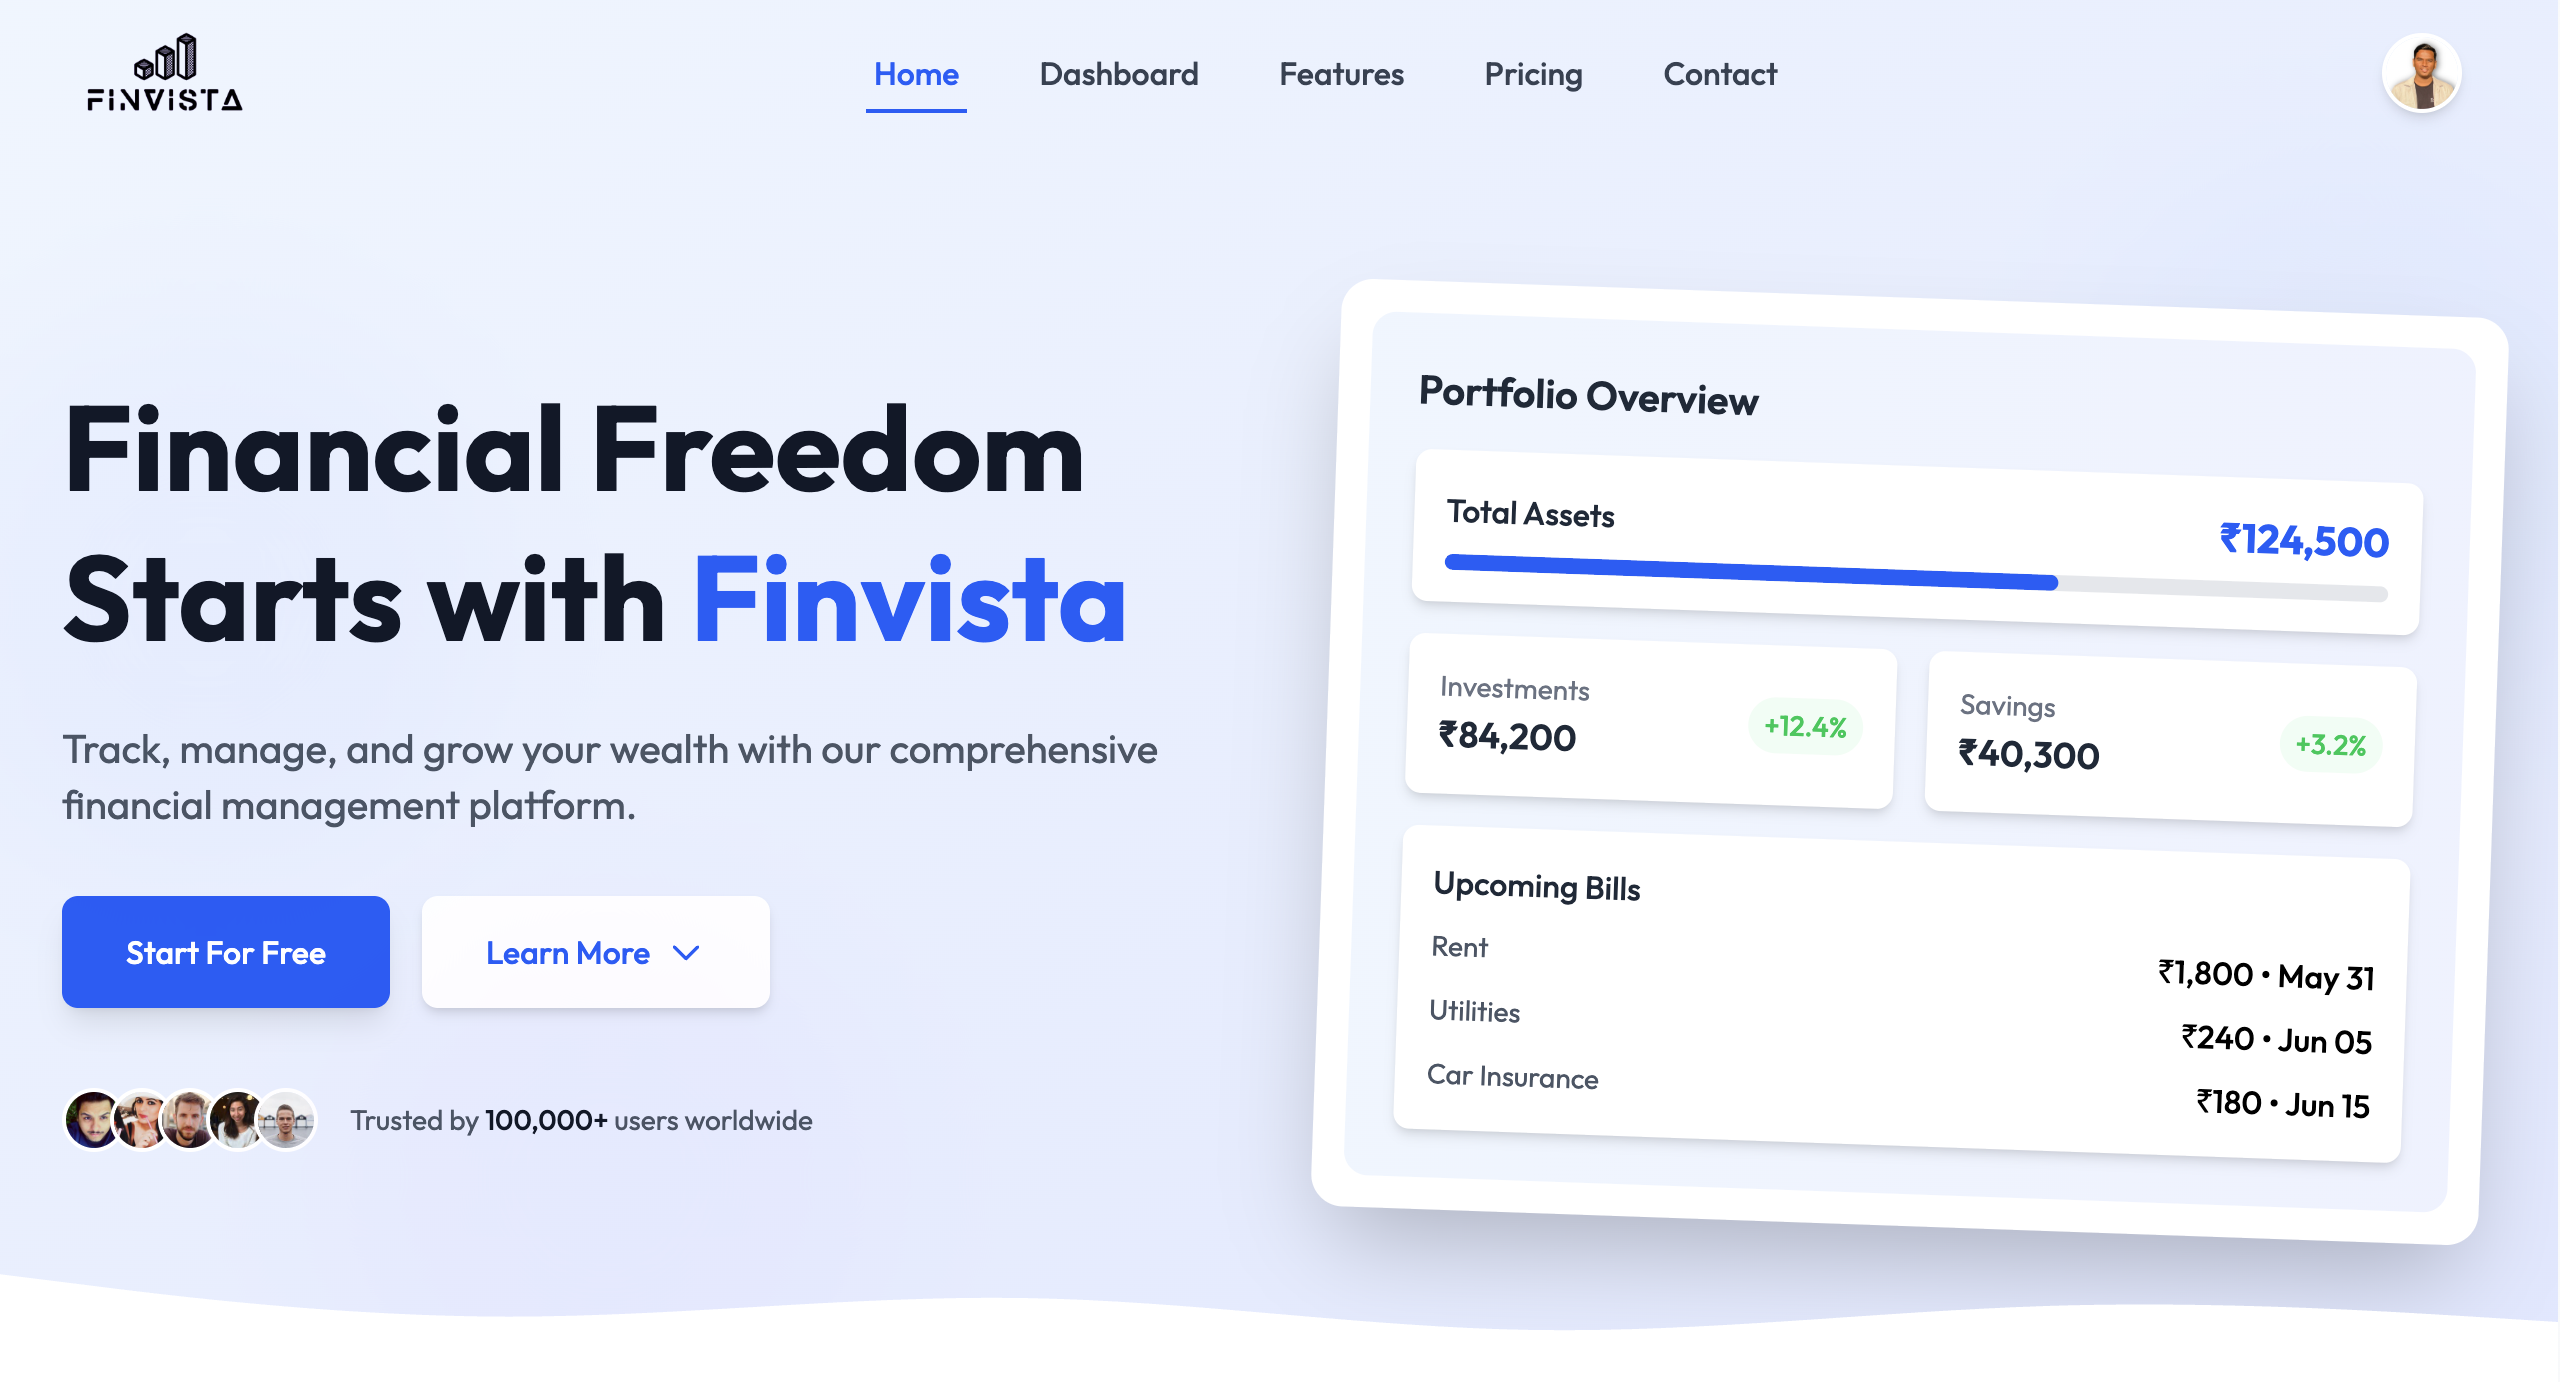 FINVISTA
Home Dashboard Features Pricing Contact
Financial Freedom
Starts with Finvista
Track, manage, and grow your wealth with our comprehensive
financial management platform.
Start For Free
Learn More
Trusted by 100,000+ users worldwide
Portfolio Overview
Total Assets
₹124,500
Investments
₹84,200
+12.4%
Savings
₹40,300
+3.2%
Upcoming Bills
Rent
₹1,800 • May 31
Utilities
₹240 • Jun 05
Car Insurance
₹180 • Jun 15